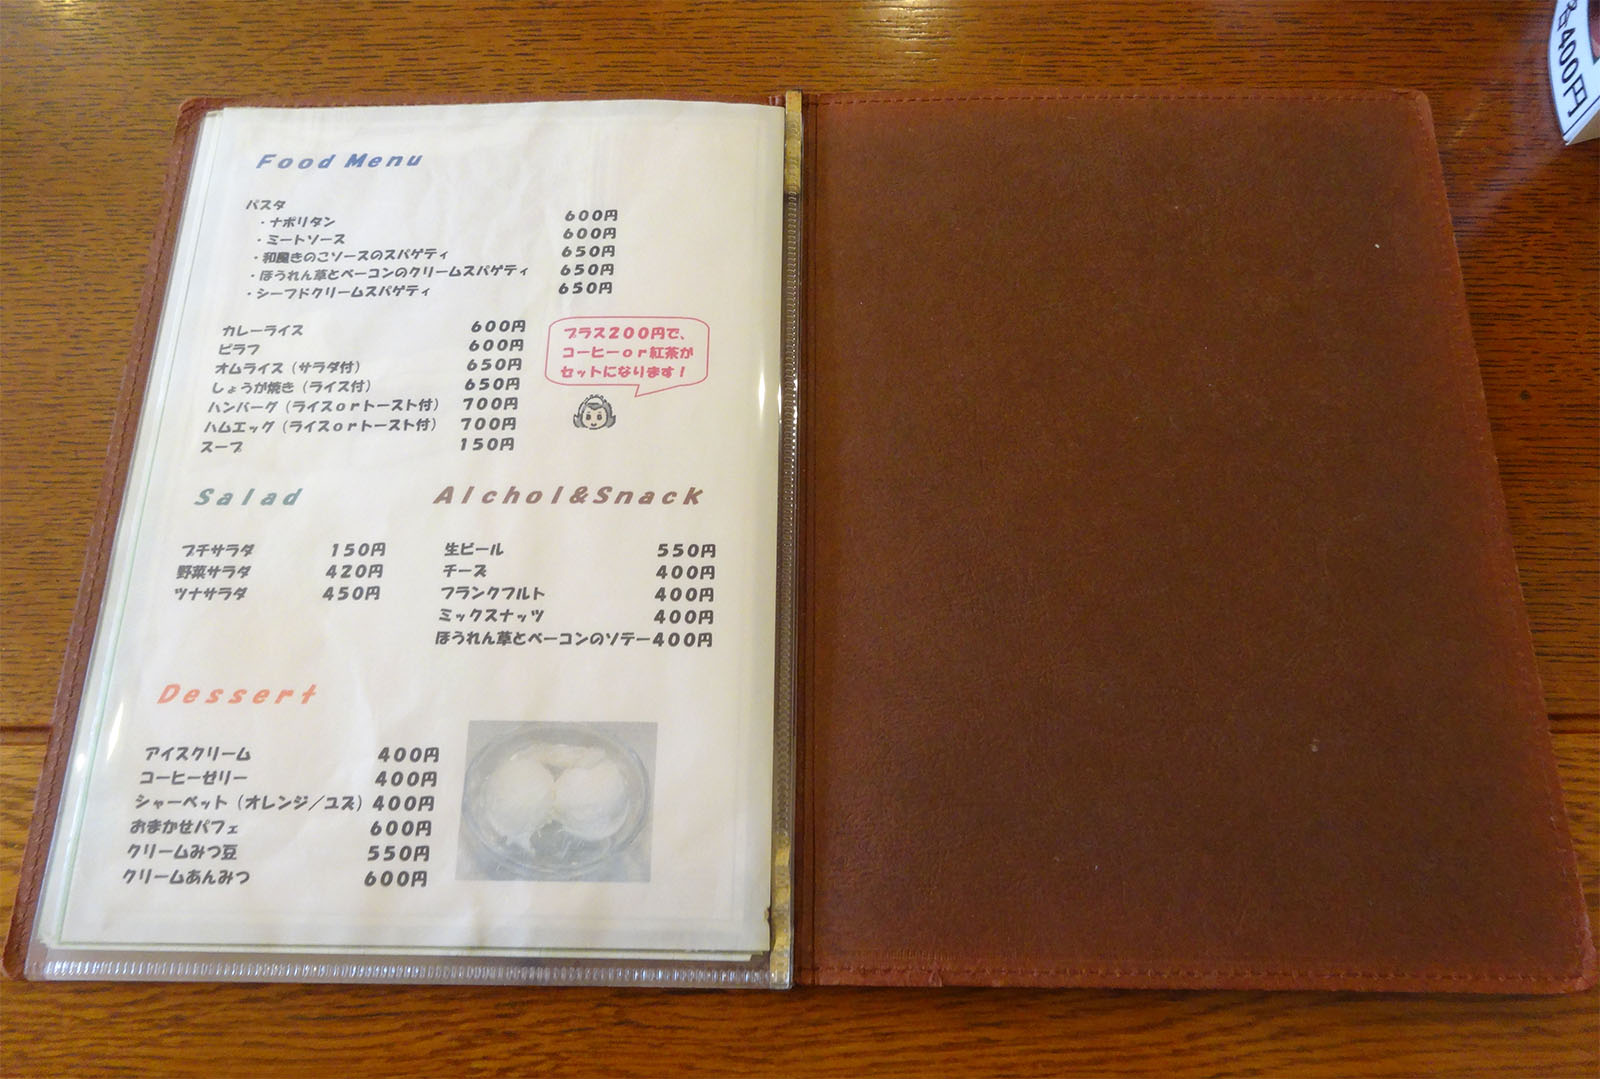 Food Menu
パスタ
・ナポリタン 600円
・ミートソース 600円
・和風きのこソースのスパゲティ 650円
・ほうれん草とベーコンのクリームスパゲティ 650円
・シーフドクリームスパゲティ 650円
カレーライス 600円
ピラフ 600円
オムライス（サラダ付） 650円
しょうが焼き（ライス付） 650円
ハンバーグ（ライスorトースト付） 700円
ハムエッグ（ライスorトースト付） 700円
スープ 150円
プラス200円で、
コーヒーor紅茶が
セットになります！
Salad
プチサラダ 150円
野菜サラダ 420円
ツナサラダ 450円
Alchol&Snack
生ビール 550円
チーズ 400円
フランクフルト 400円
ミックスナッツ 400円
ほうれん草とベーコンのソテー400円
Dessert
アイスクリーム 400円
コーヒーゼリー 400円
シャーベット（オレンジ／ユズ）400円
おまかせパフェ 600円
クリームみつ豆 550円
クリームあんみつ 600円
400円